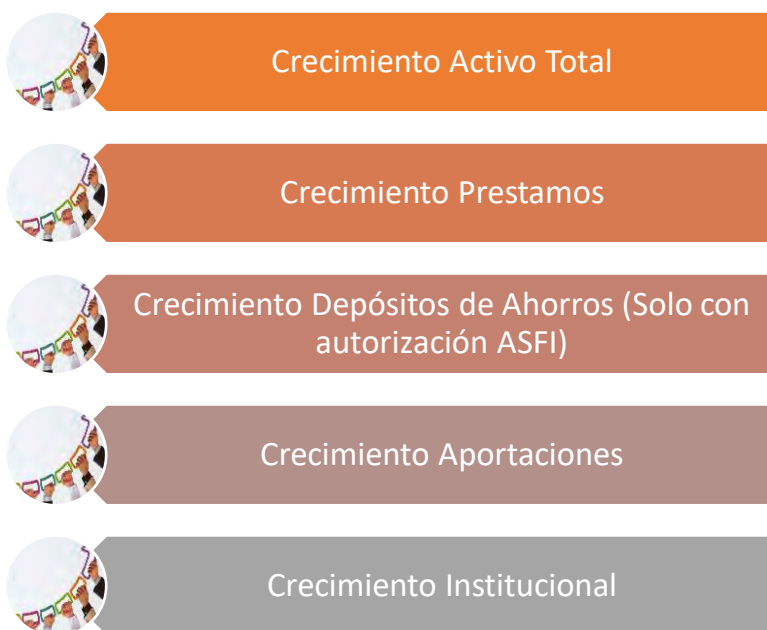 Crecimiento Activo Total
Crecimiento Prestamos
Crecimiento Depósitos de Ahorros (Solo con
autorización ASFI)
Crecimiento Aportaciones
Crecimiento Institucional